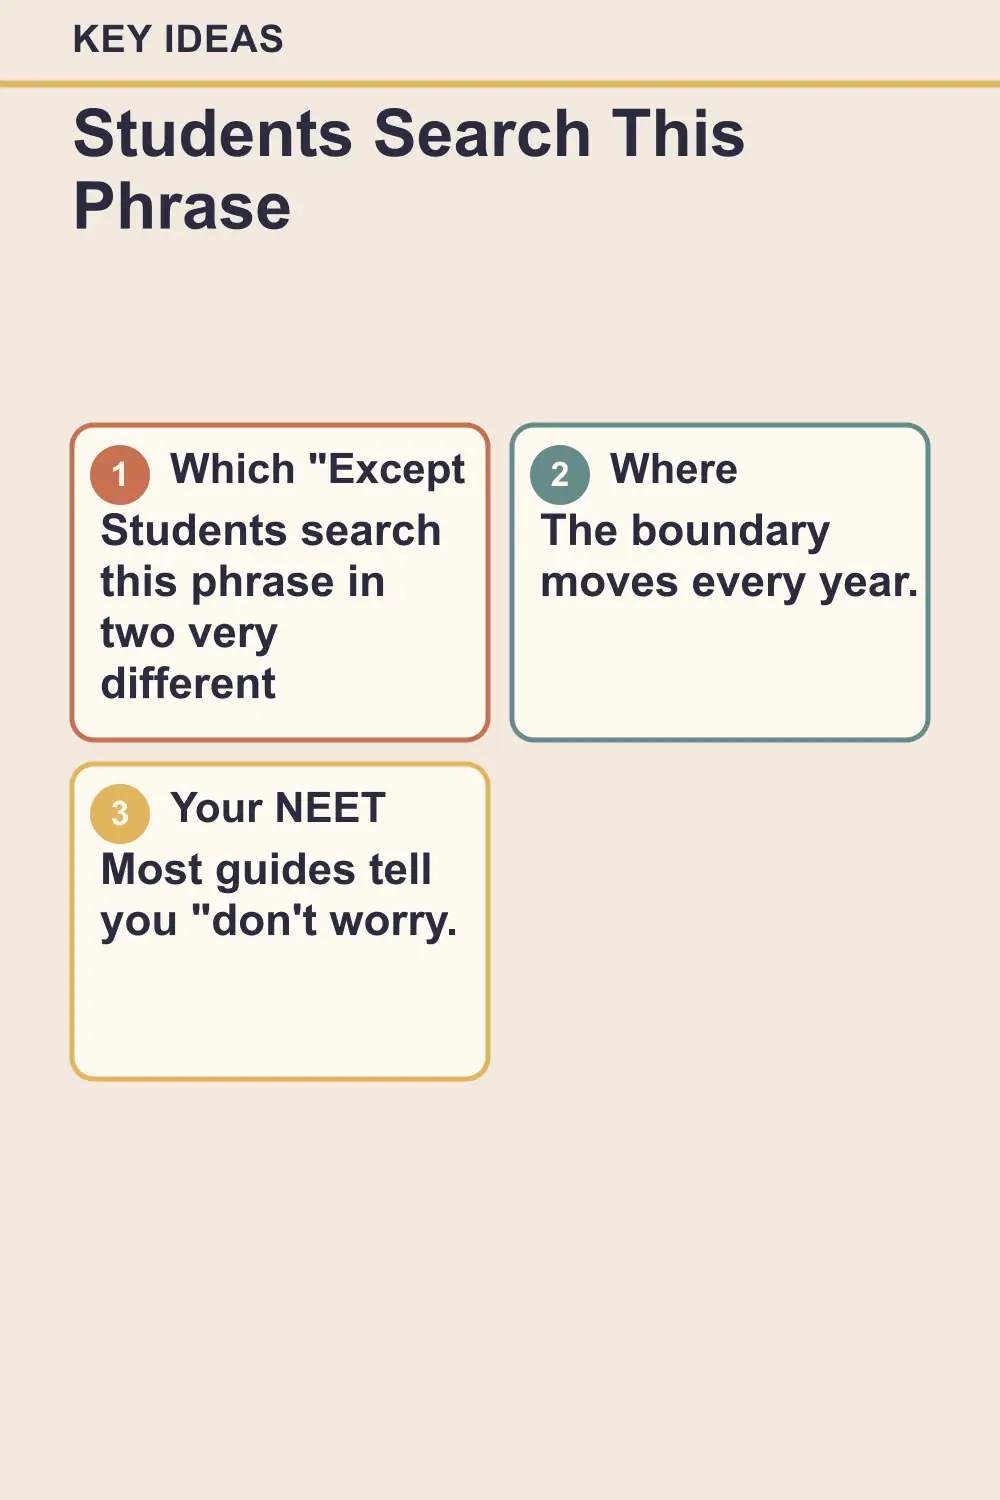 KEY IDEAS
Students Search This
Phrase
1 Which "Except
Students search
this phrase in
two very
different
2 Where
The boundary
moves every year.
3 Your NEET
Most guides tell
you "don't worry.